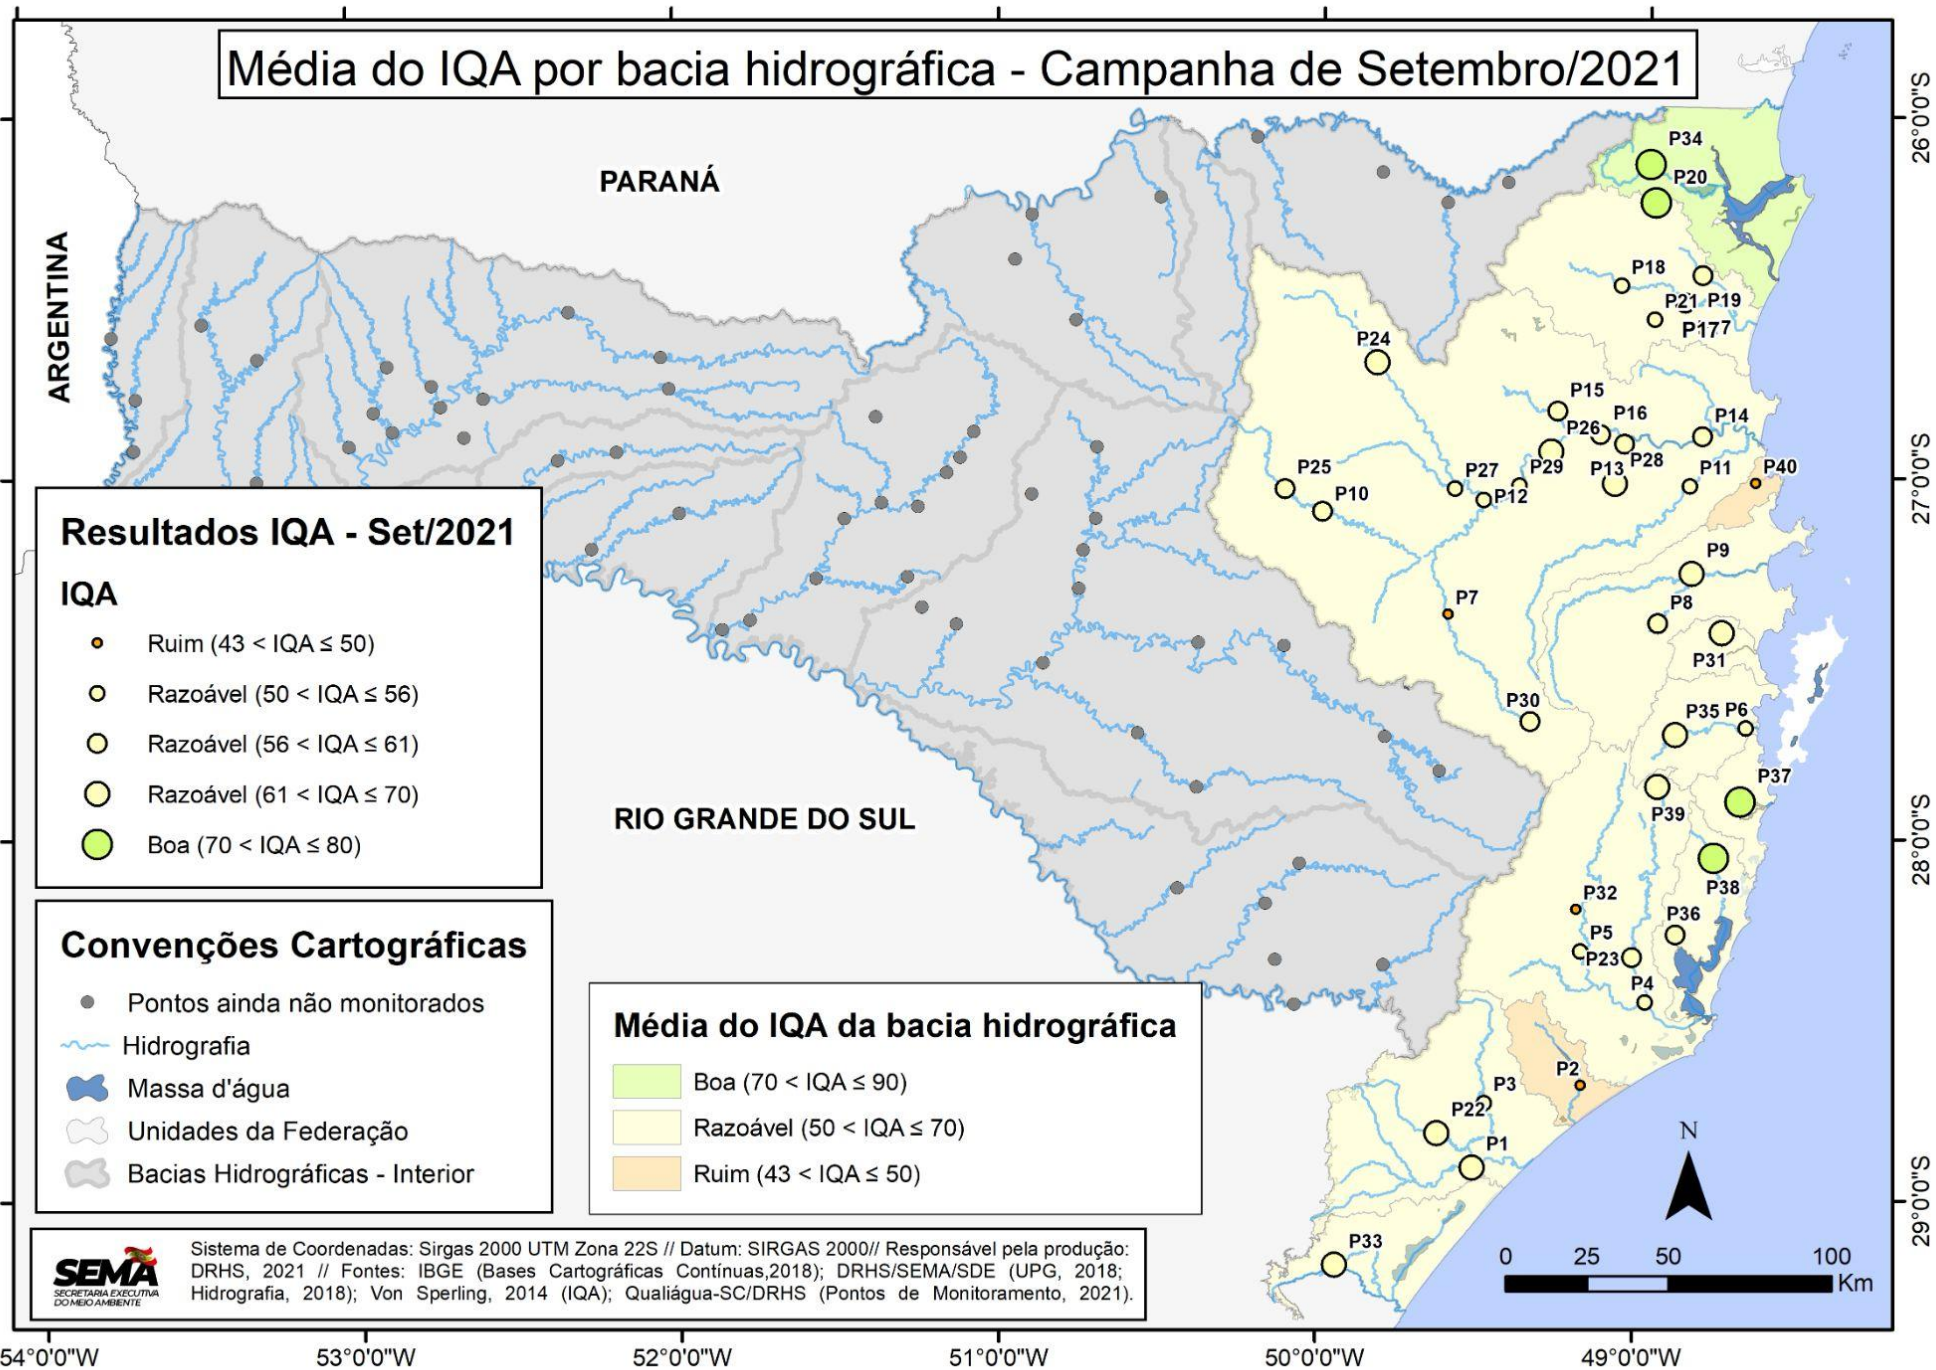 Média do IQA por bacia hidrográfica - Campanha de Setembro/2021
PARANÁ
ARGENTINA
RIO GRANDE DO SUL
26°0'0"S
27°0'0"S
28°0'0"S
29°0'0"S
P34
P20
P18
P21
P19
P177
P24
P15
P16
P14
P26
P25
P27
P29
P13
P28
P11
P40
P10
P12
P9
P7
P8
P31
P30
P35
P6
P37
P39
P38
P32
P36
P5
P23
P4
P2
P3
P22
P1
P33
Resultados IQA - Set/2021
IQA
Ruim (43 < IQA ≤ 50)
Razoável (50 < IQA ≤ 56)
Razoável (56 < IQA ≤ 61)
Razoável (61 < IQA ≤ 70)
Boa (70 < IQA ≤ 80)
Convenções Cartográficas
Pontos ainda não monitorados
Hidrografia
Massa d'água
Unidades da Federação
Bacias Hidrográficas - Interior
Média do IQA da bacia hidrográfica
Boa (70 < IQA ≤ 90)
Razoável (50 < IQA ≤ 70)
Ruim (43 < IQA ≤ 50)
N
0 25 50 100
Km
SEMA
SECRETARIA EXECUTIVA
DO MEIO AMBIENTE
Sistema de Coordenadas: Sirgas 2000 UTM Zona 22S // Datum: SIRGAS 2000// Responsável pela produção:
DRHS, 2021 // Fontes: IBGE (Bases Cartográficas Contínuas,2018); DRHS/SEMA/SDE (UPG, 2018;
Hidrografia, 2018); Von Sperling, 2014 (IQA); Qualiágua-SC/DRHS (Pontos de Monitoramento, 2021).
54°0'0"W 53°0'0"W 52°0'0"W 51°0'0"W 50°0'0"W 49°0'0"W